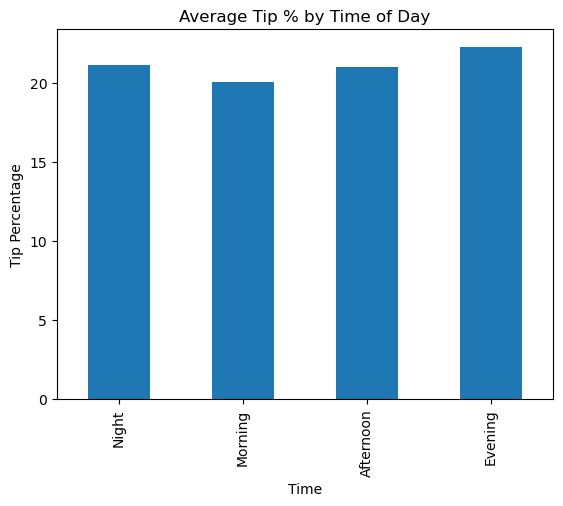 Average Tip % by Time of Day
Tip Percentage
20
15
10
5
0
Night
Morning
Afternoon
Evening
Time